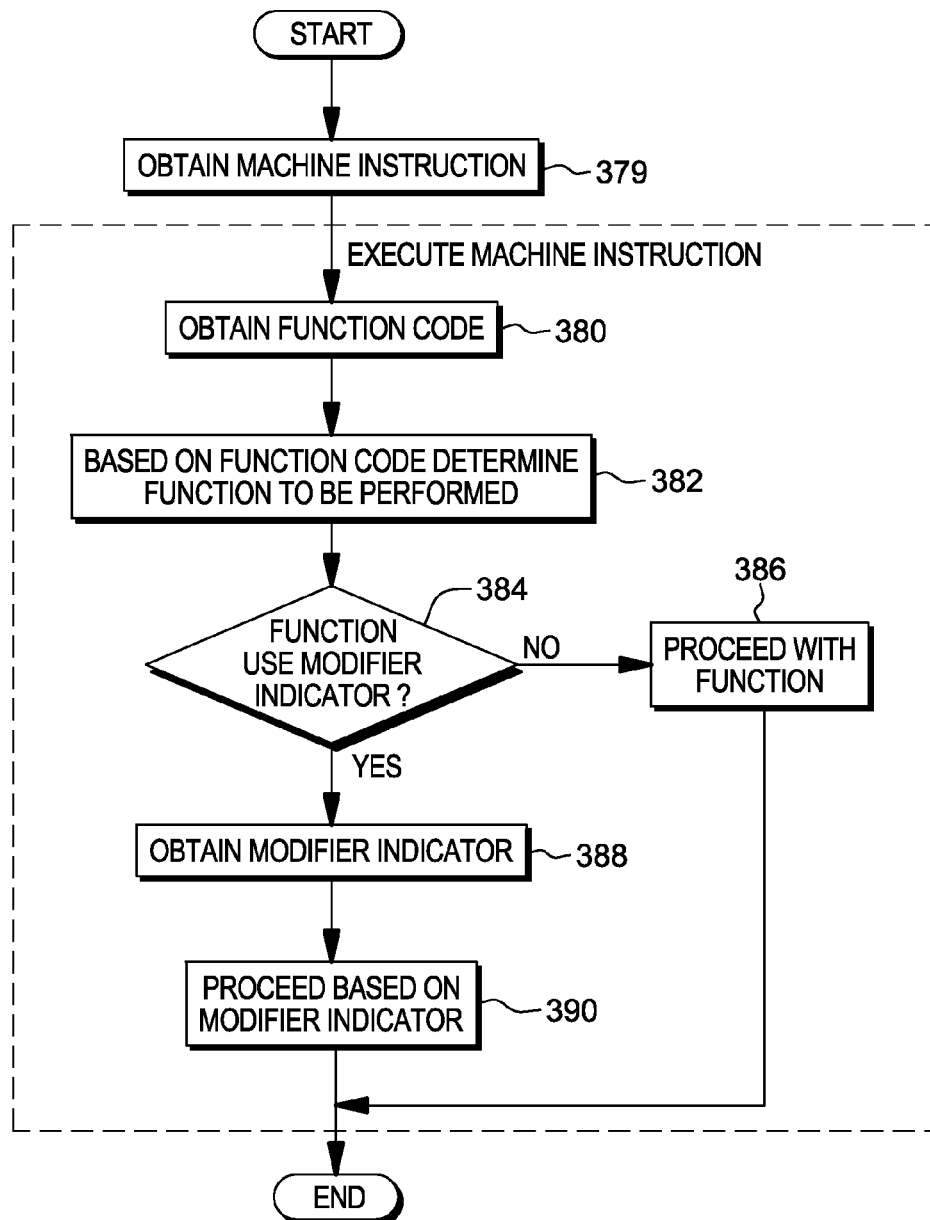 START
OBTAIN MACHINE INSTRUCTION
379
EXECUTE MACHINE INSTRUCTION
OBTAIN FUNCTION CODE
380
BASED ON FUNCTION CODE DETERMINE
FUNCTION TO BE PERFORMED
382
384
FUNCTION
USE MODIFIER
INDICATOR ?
NO
386
PROCEED WITH
FUNCTION
YES
OBTAIN MODIFIER INDICATOR
388
PROCEED BASED ON
MODIFIER INDICATOR
390
END